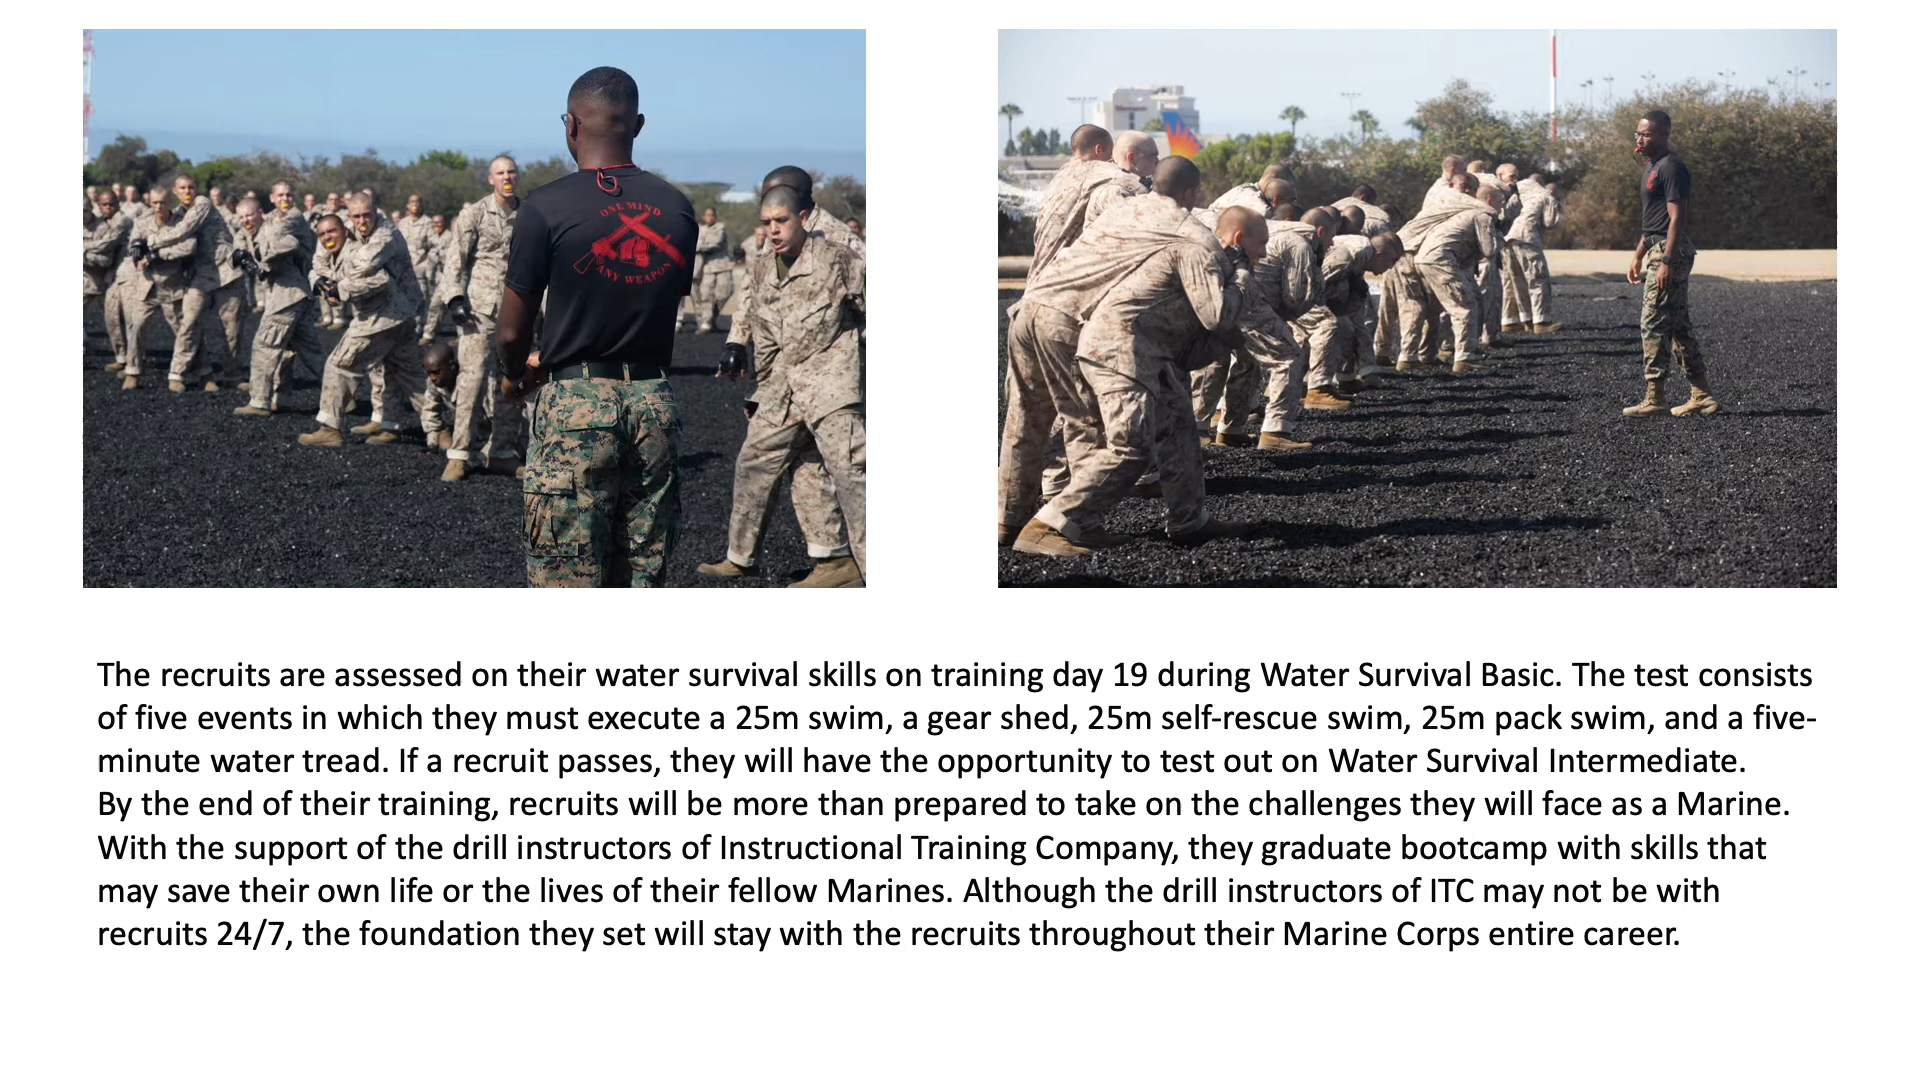 ONE MIND
ANY WEAPON
The recruits are assessed on their water survival skills on training day 19 during Water Survival Basic. The test consists
of five events in which they must execute a 25m swim, a gear shed, 25m self-rescue swim, 25m pack swim, and a five-
minute water tread. If a recruit passes, they will have the opportunity to test out on Water Survival Intermediate.
By the end of their training, recruits will be more than prepared to take on the challenges they will face as a Marine.
With the support of the drill instructors of Instructional Training Company, they graduate bootcamp with skills that
may save their own life or the lives of their fellow Marines. Although the drill instructors of ITC may not be with
recruits 24/7, the foundation they set will stay with the recruits throughout their Marine Corps entire career.